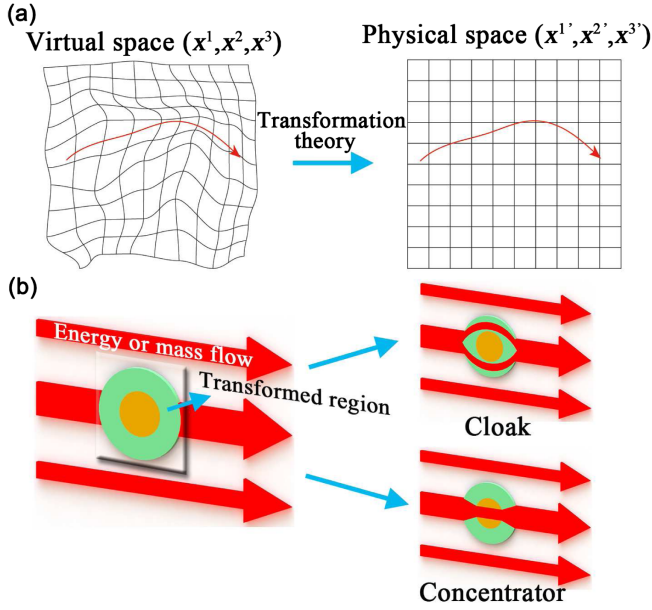 (a)
Virtual space (x¹,x²,x³)
Physical space (x¹',x²',x³')
Transformation
theory
(b)
Energy or mass flow
Transformed region
Cloak
Concentrator